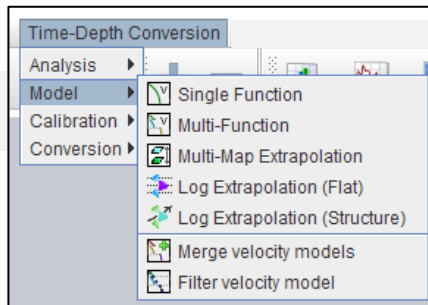 Time-Depth Conversion
Analysis
Model
Calibration
Conversion
Single Function
Multi-Function
Multi-Map Extrapolation
Log Extrapolation (Flat)
Log Extrapolation (Structure)
Merge velocity models
Filter velocity model